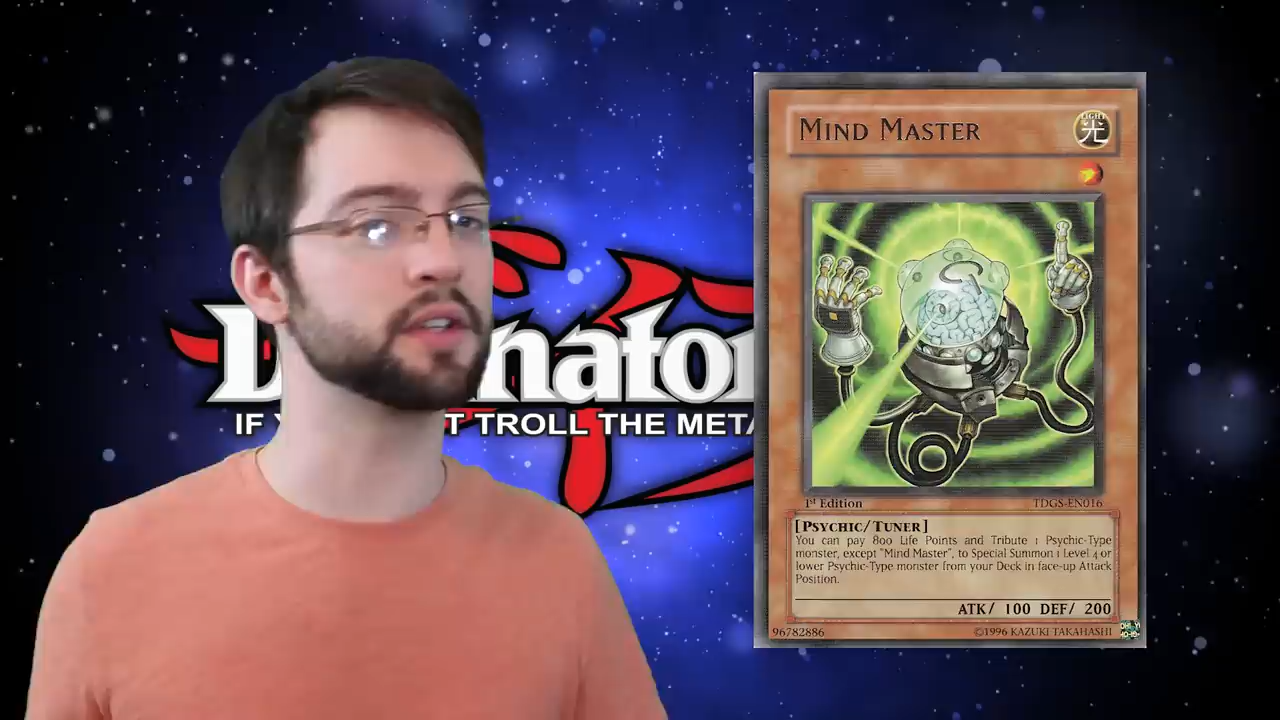 MIND MASTER
LIGHT
光
IF
T TROLL THE META
1st Edition
TDGS-EN016
[PSYCHIC/TUNER]
You can pay 800 Life Points and Tribute 1 Psychic-Type
monster, except "Mind Master", to Special Summon 1 Level 4 or
lower Psychic-Type monster from your Deck in face-up Attack
Position.
ATK/ 100 DEF/ 200
96782886
©1996 KAZUKI TAKAHASHI